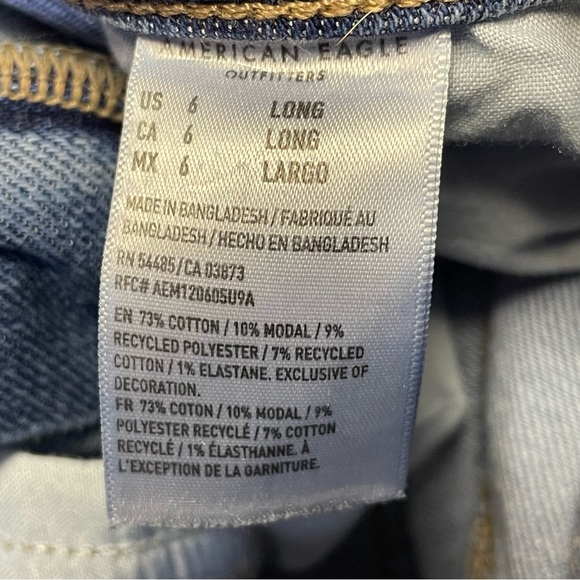 AMERICAN EAGLE
OUTFITTERS
US 6 LONG
CA 6 LONG
MX 6 LARGO
MADE IN BANGLADESH / FABRIQUÉ AU
BANGLADESH / HECHO EN BANGLADESH
RN 54485 / CA 03873
RFC# AEM120605U9A
EN 73% COTTON / 10% MODAL / 9%
RECYCLED POLYESTER / 7% RECYCLED
COTTON / 1% ELASTANE. EXCLUSIVE OF
DECORATION.
FR 73% COTON / 10% MODAL / 9%
POLYESTER RECYCLÉ / 7% COTON
RECYCLÉ / 1% ÉLASTHANNE. À
L'EXCEPTION DE LA GARNITURE.